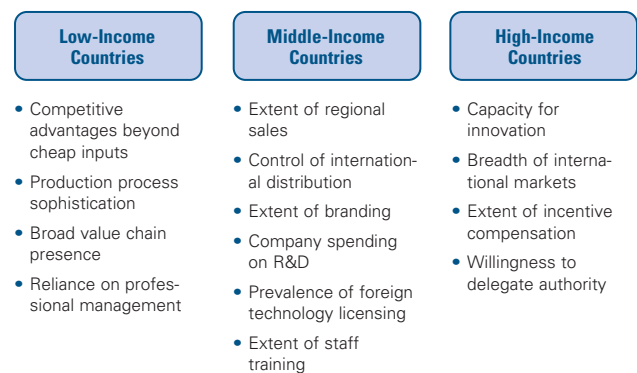 Low-Income
Countries
• Competitive
advantages beyond
cheap inputs
• Production process
sophistication
• Broad value chain
presence
• Reliance on profes-
sional management
Middle-Income
Countries
• Extent of regional
sales
• Control of internation-
al distribution
• Extent of branding
• Company spending
on R&D
• Prevalence of foreign
technology licensing
• Extent of staff
training
High-Income
Countries
• Capacity for
innovation
• Breadth of interna-
tional markets
• Extent of incentive
compensation
• Willingness to
delegate authority